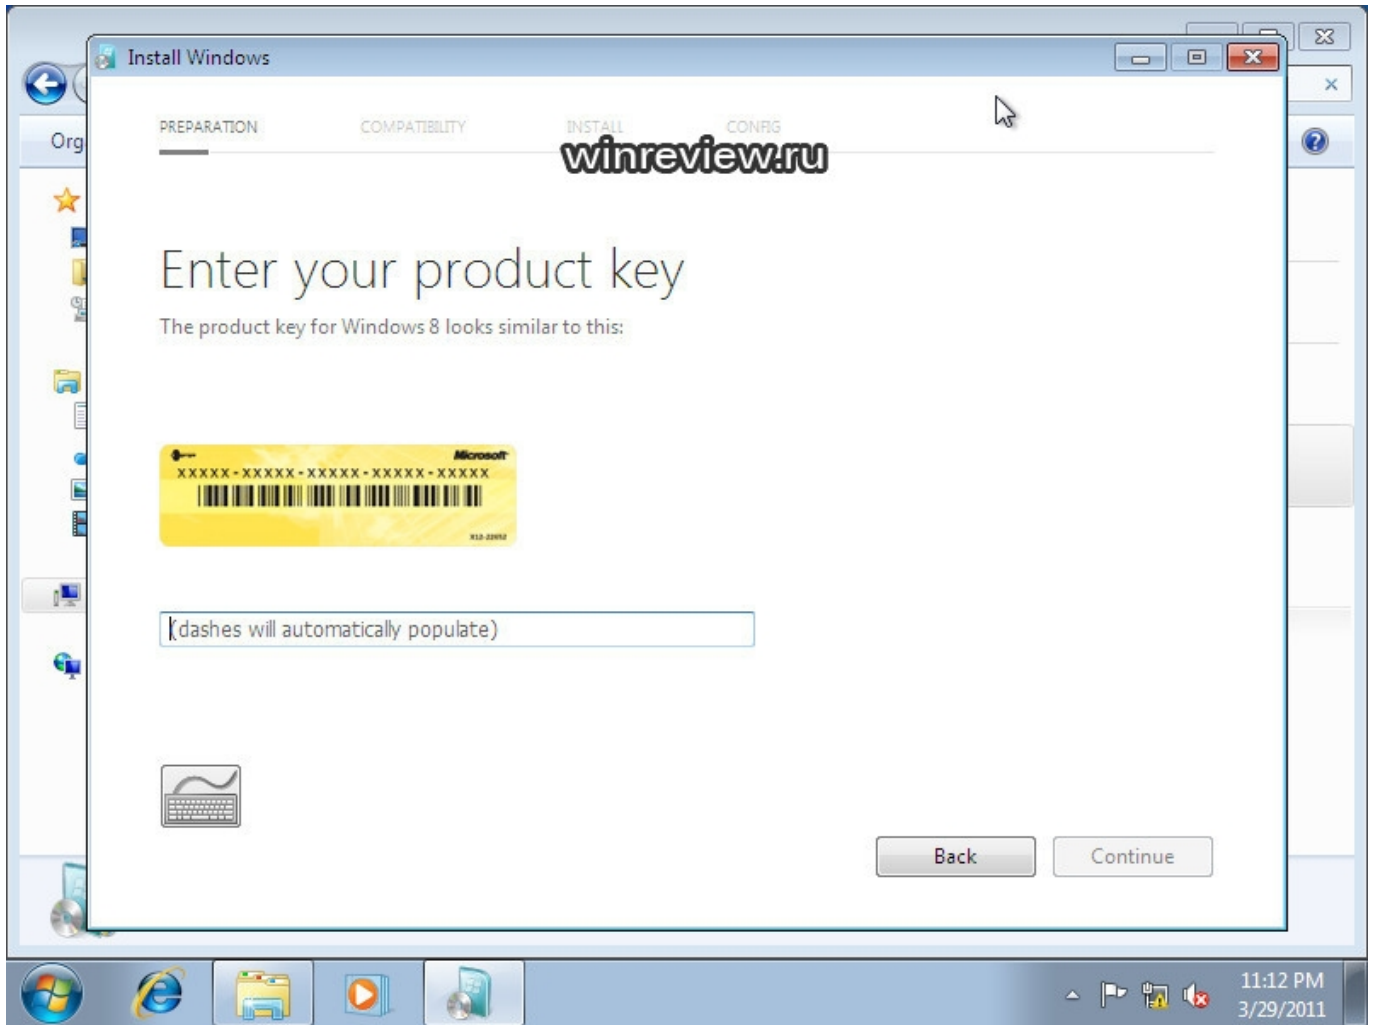 Install Windows
Org
PREPARATION COMPATIBILITY INSTALL CONFIG
winreview.ru
Enter your product key
The product key for Windows 8 looks similar to this:
Microsoft
XXXXX-XXXXX-XXXXX-XXXXX-XXXXX
X12-22652
(dashes will automatically populate)
Back Continue
11:12 PM
3/29/2011